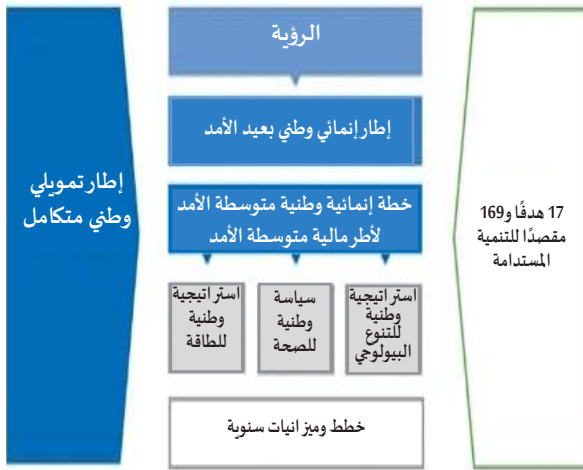 الرؤية
إطار إنمائي وطني بعيد الأمد
خطة إنمائية وطنية متوسطة الأمد
لأطر مالية متوسطة الأمد
استراتيجية
وطنية
للتنوع
البيولوجي
سياسة
وطنية
للصحة
استراتيجية
وطنية
للطاقة
خطط وميزانيات سنوية
17 هدفًا و169
مقصدًا للتنمية
المستدامة
إطار تمويلي
وطني متكامل